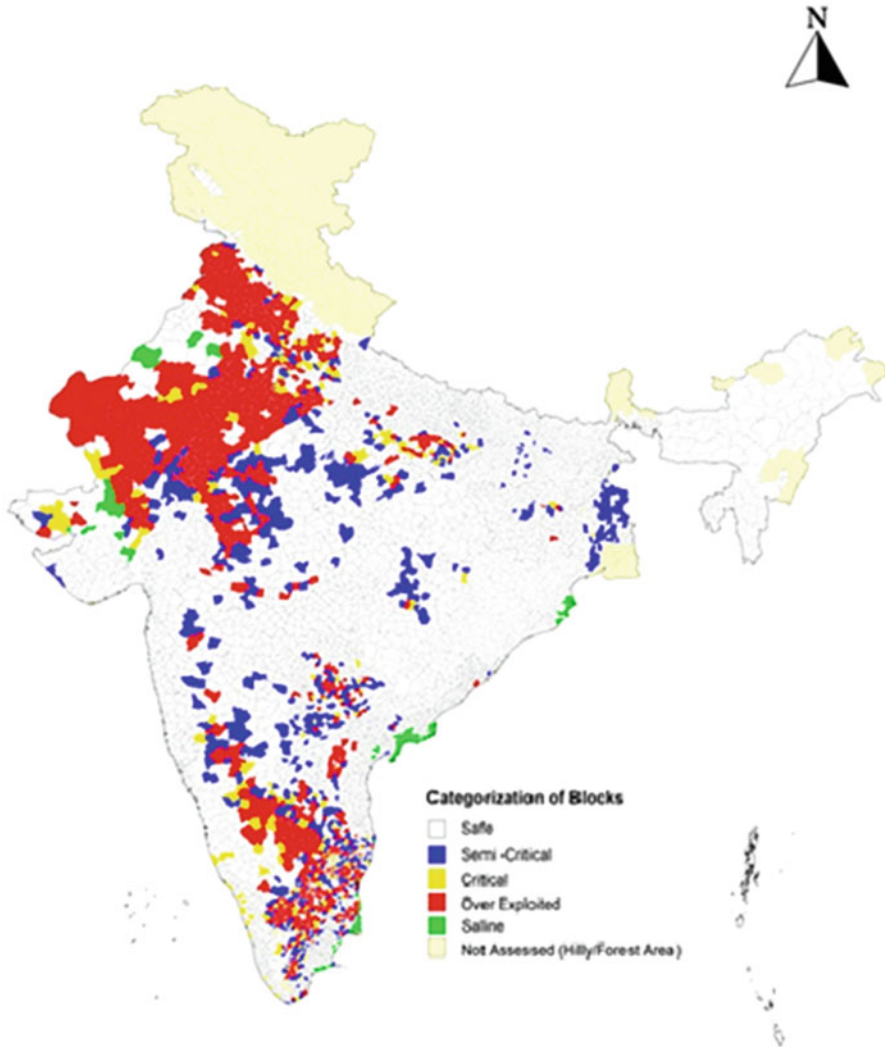 N
Categorization of Blocks
Safe
Semi -Critical
Critical
Over Exploited
Saline
Not Assessed (Hilly/Forest Area)